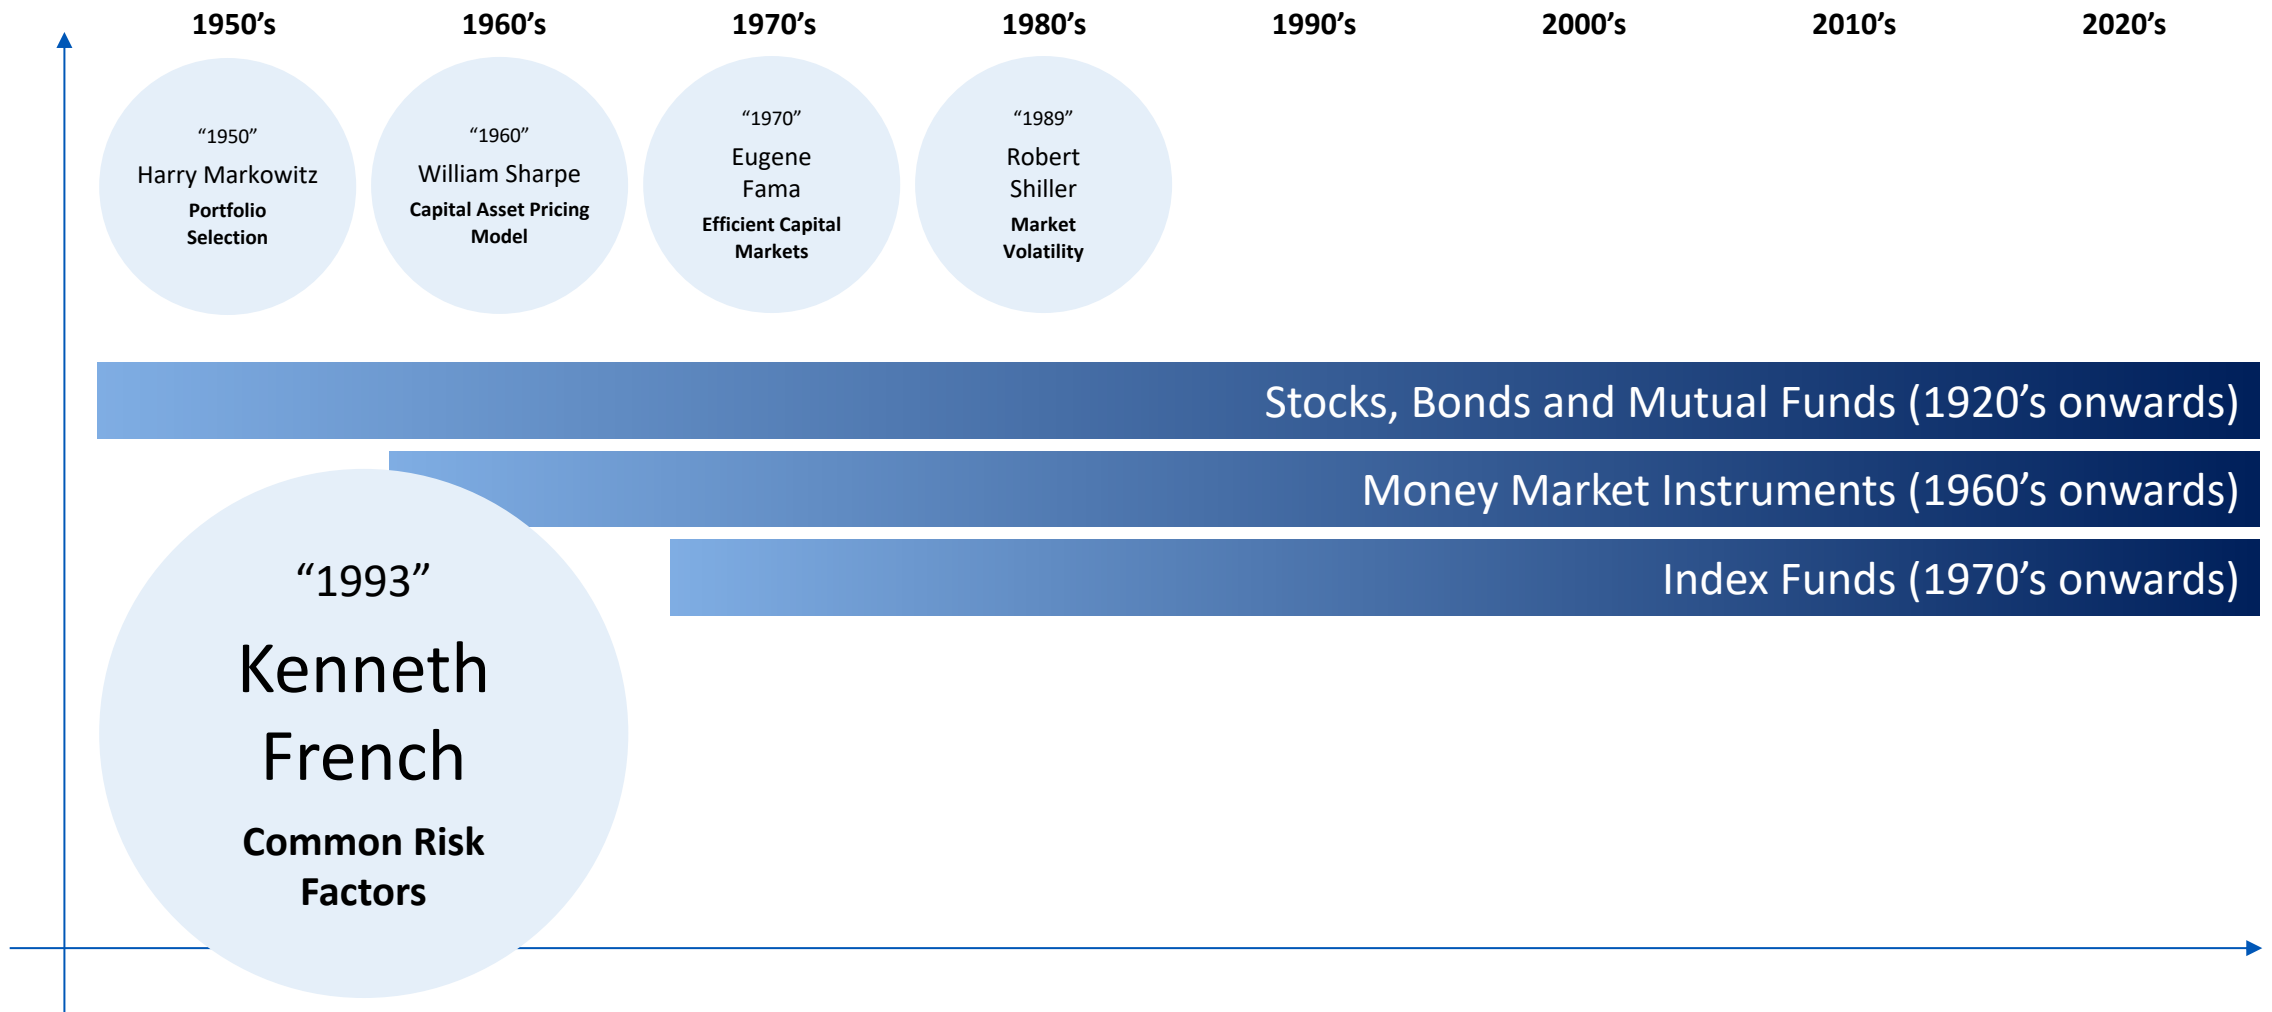 1950’s 1960’s 1970’s 1980’s 1990’s 2000’s 2010’s 2020’s
“1950”
Harry Markowitz
Portfolio
Selection
“1960”
William Sharpe
Capital Asset Pricing
Model
“1970”
Eugene
Fama
Efficient Capital
Markets
“1989”
Robert
Shiller
Market
Volatility
Stocks, Bonds and Mutual Funds (1920’s onwards)
Money Market Instruments (1960’s onwards)
Index Funds (1970’s onwards)
“1993”
Kenneth
French
Common Risk
Factors